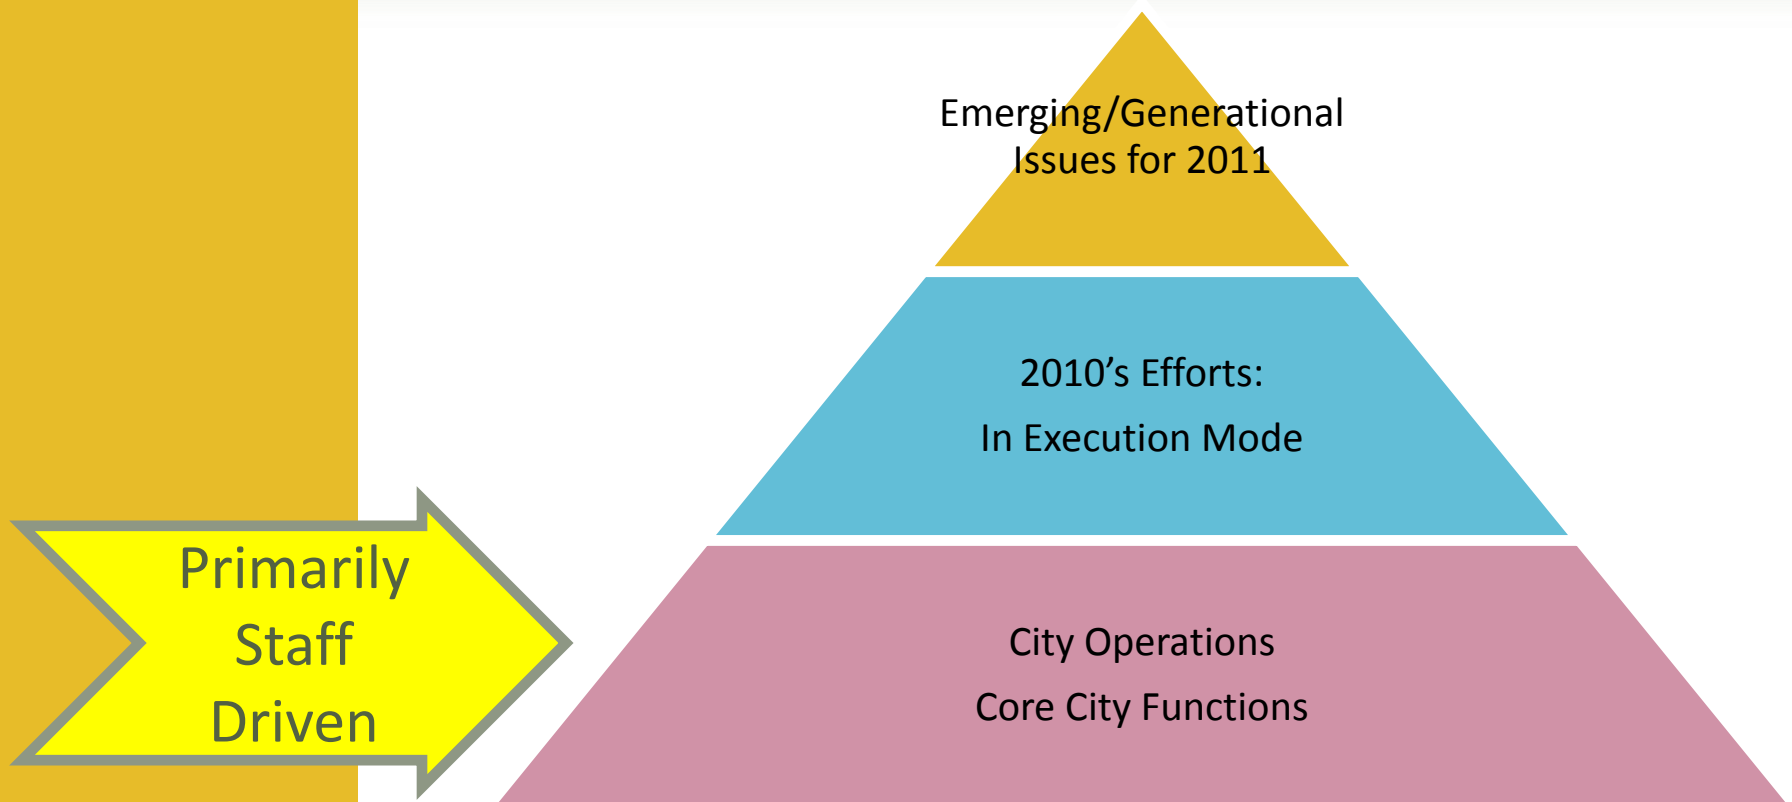 Emerging/Generational
Issues for 2011
2010’s Efforts:
In Execution Mode
Primarily
Staff
Driven
City Operations
Core City Functions